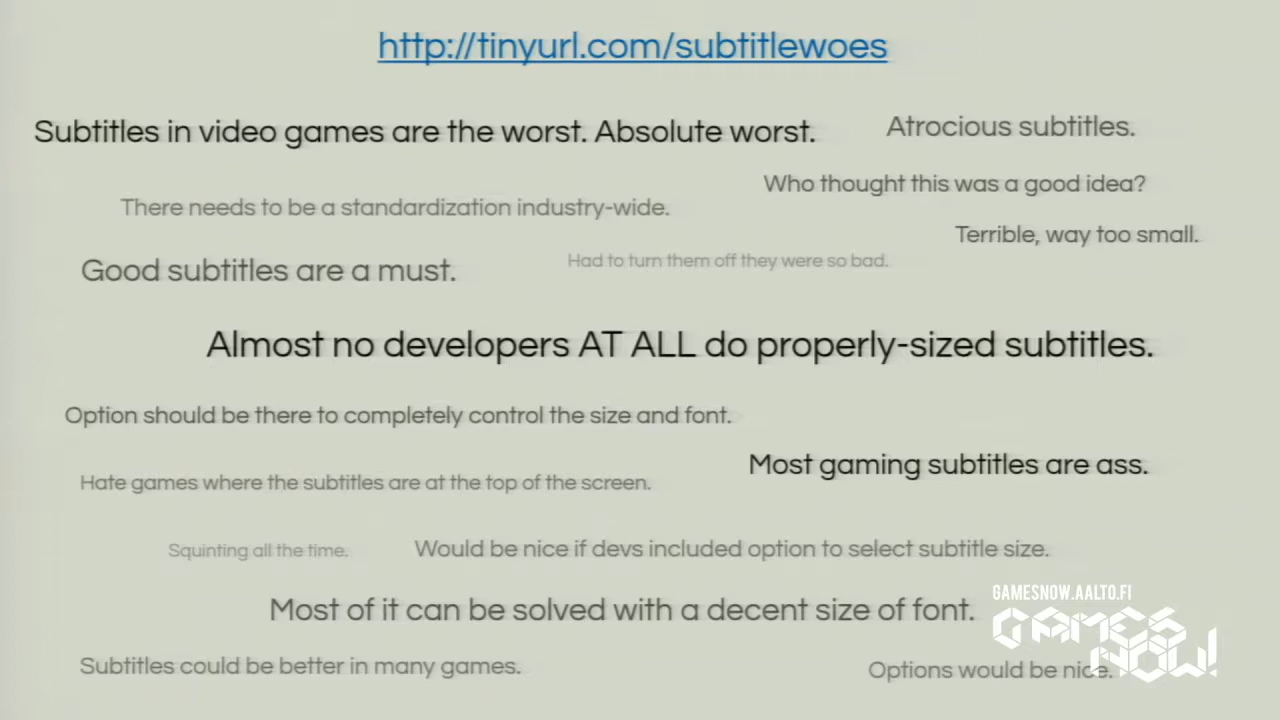 http://tinyurl.com/subtitlewoes
Subtitles in video games are the worst. Absolute worst.
Atrocious subtitles.
Who thought this was a good idea?
There needs to be a standardization industry-wide.
Terrible, way too small.
Good subtitles are a must.
Had to turn them off they were so bad.
Almost no developers AT ALL do properly-sized subtitles.
Option should be there to completely control the size and font.
Most gaming subtitles are ass.
Hate games where the subtitles are at the top of the screen.
Squinting all the time.
Would be nice if devs included option to select subtitle size.
Most of it can be solved with a decent size of font.
GAMESNOW.AALTO.FI
GAMES
NOW!
Subtitles could be better in many games.
Options would be nice.